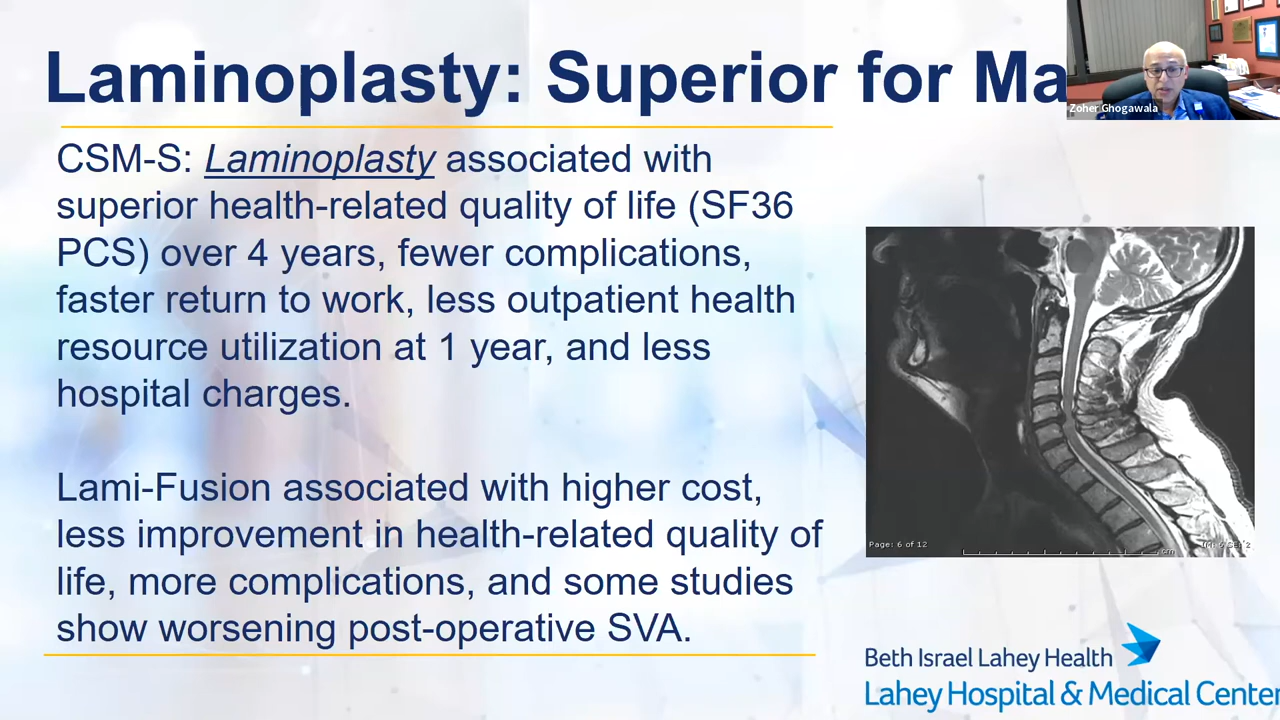 Laminoplasty: Superior for Ma
Zoher Ghogawala
CSM-S: Laminoplasty associated with
superior health-related quality of life (SF36
PCS) over 4 years, fewer complications,
faster return to work, less outpatient health
resource utilization at 1 year, and less
hospital charges.
Lami-Fusion associated with higher cost,
less improvement in health-related quality of
life, more complications, and some studies
show worsening post-operative SVA.
Page: 6 of 12
cm
Beth Israel Lahey Health
Lahey Hospital & Medical Center